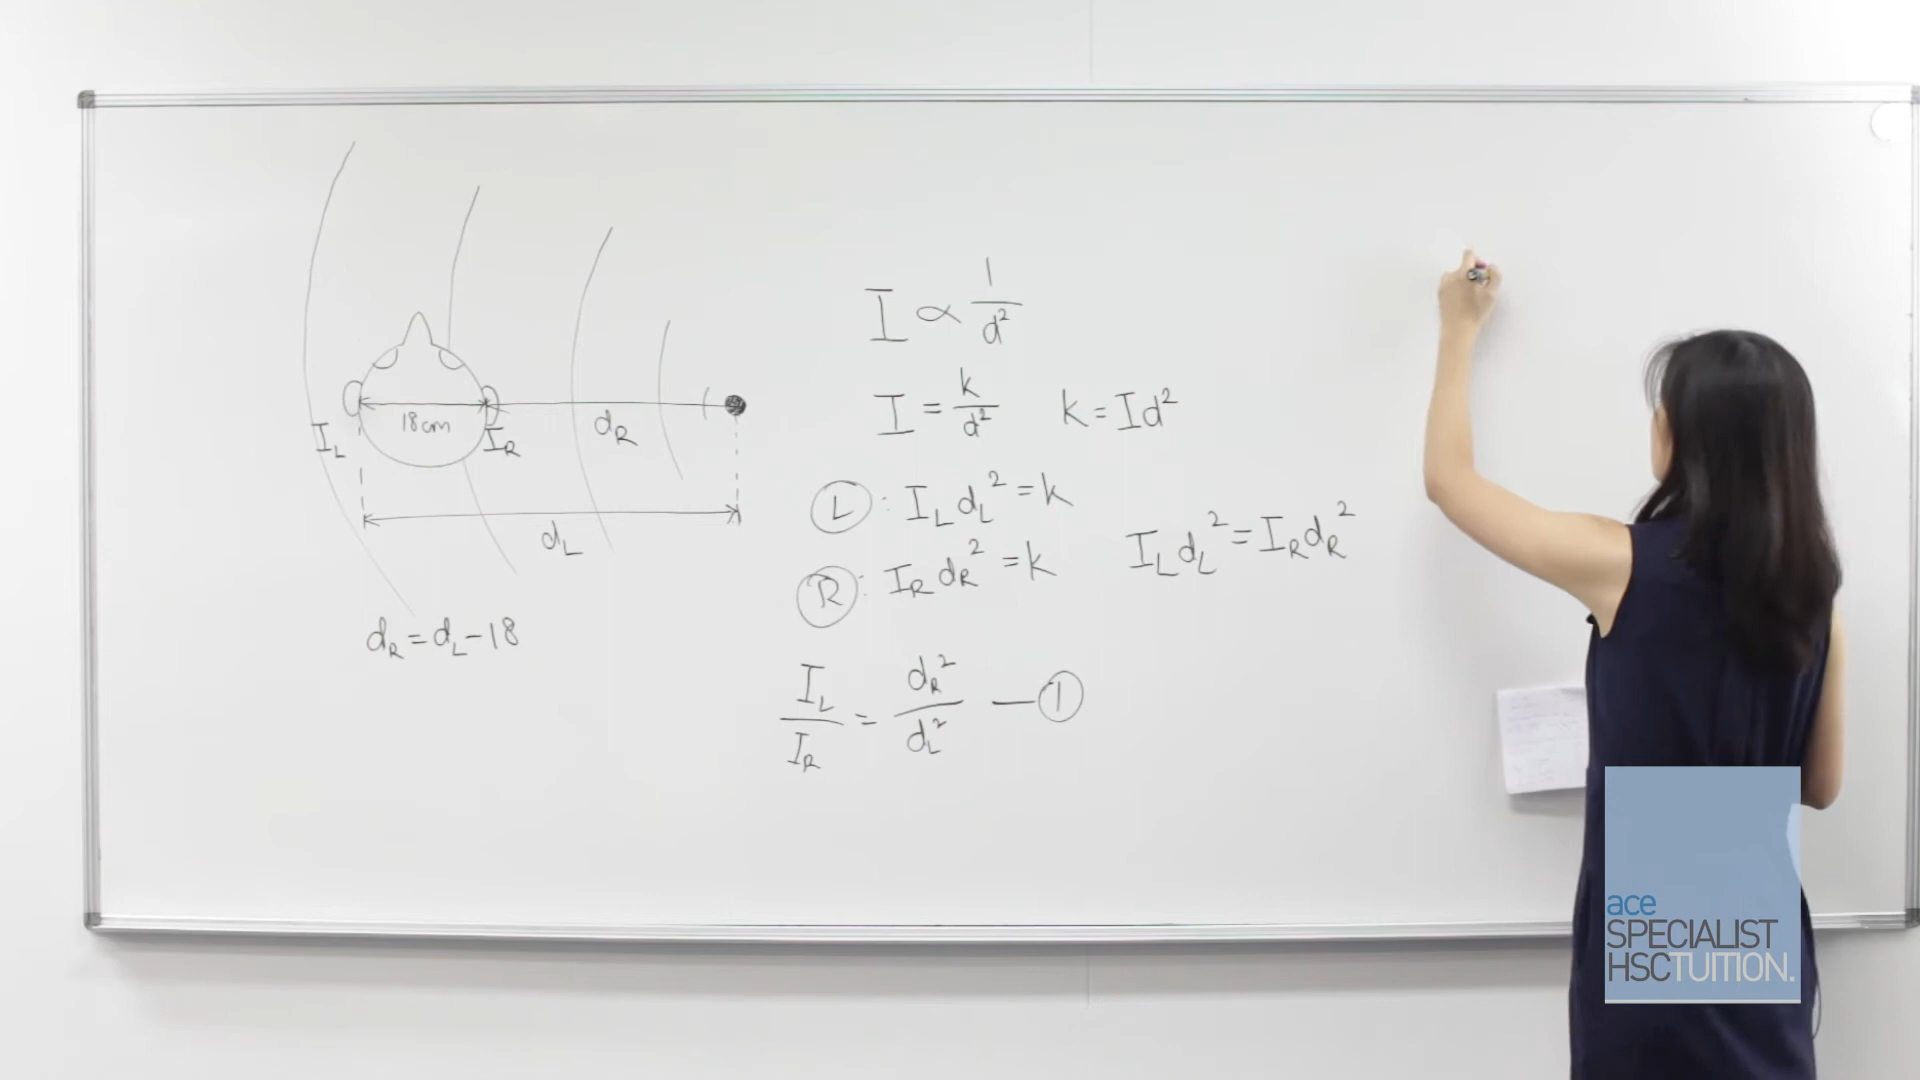 18cm
I_L
I_R
d_R
d_L
d_R = d_L - 18
I ∝ 1/d²
I = k/d² k = Id²
Ⓛ: I_L d_L² = k
Ⓡ: I_R d_R² = k I_L d_L² = I_R d_R²
I_L/I_R = d_R²/d_L² — ①
ace
SPECIALIST
HSCTUITION.